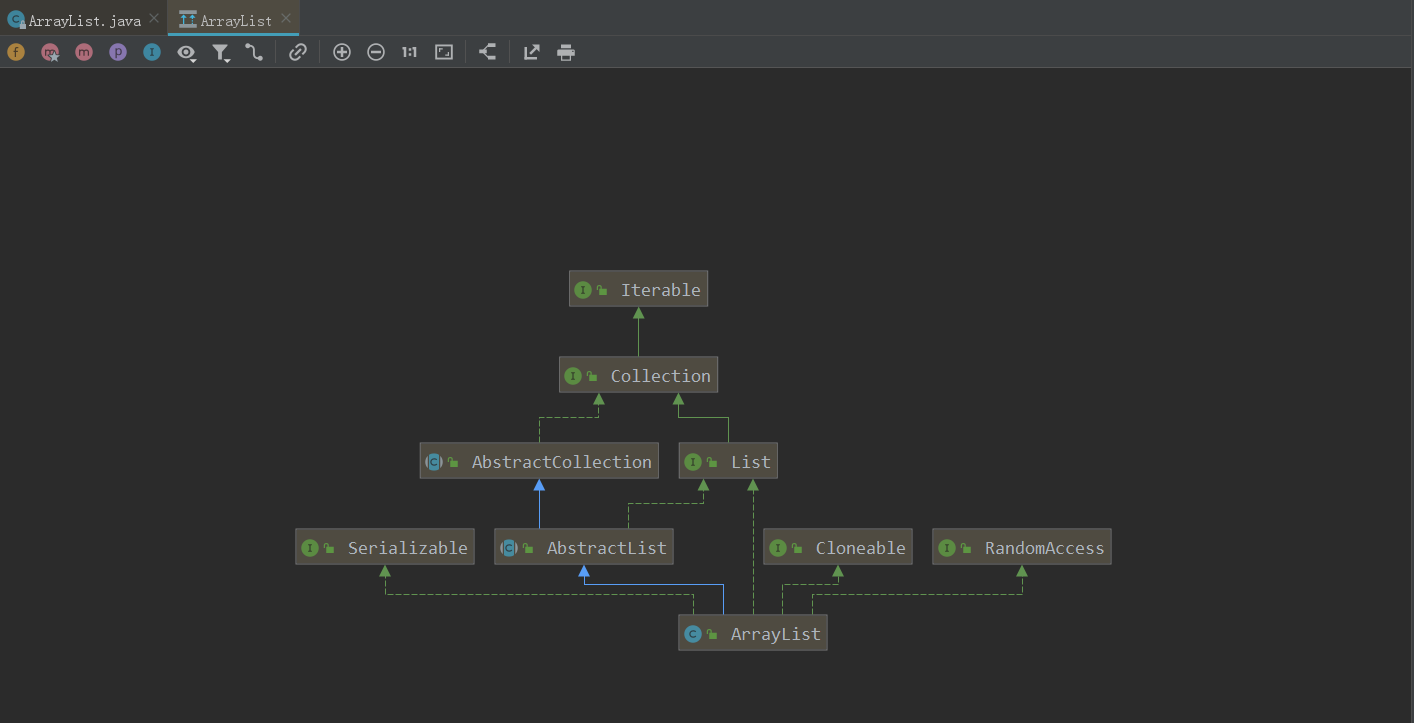 ArrayList.java
ArrayList
f m m p I 1:1
I Iterable
I Collection
C AbstractCollection
I List
I Serializable
C AbstractList
I Cloneable
I RandomAccess
C ArrayList